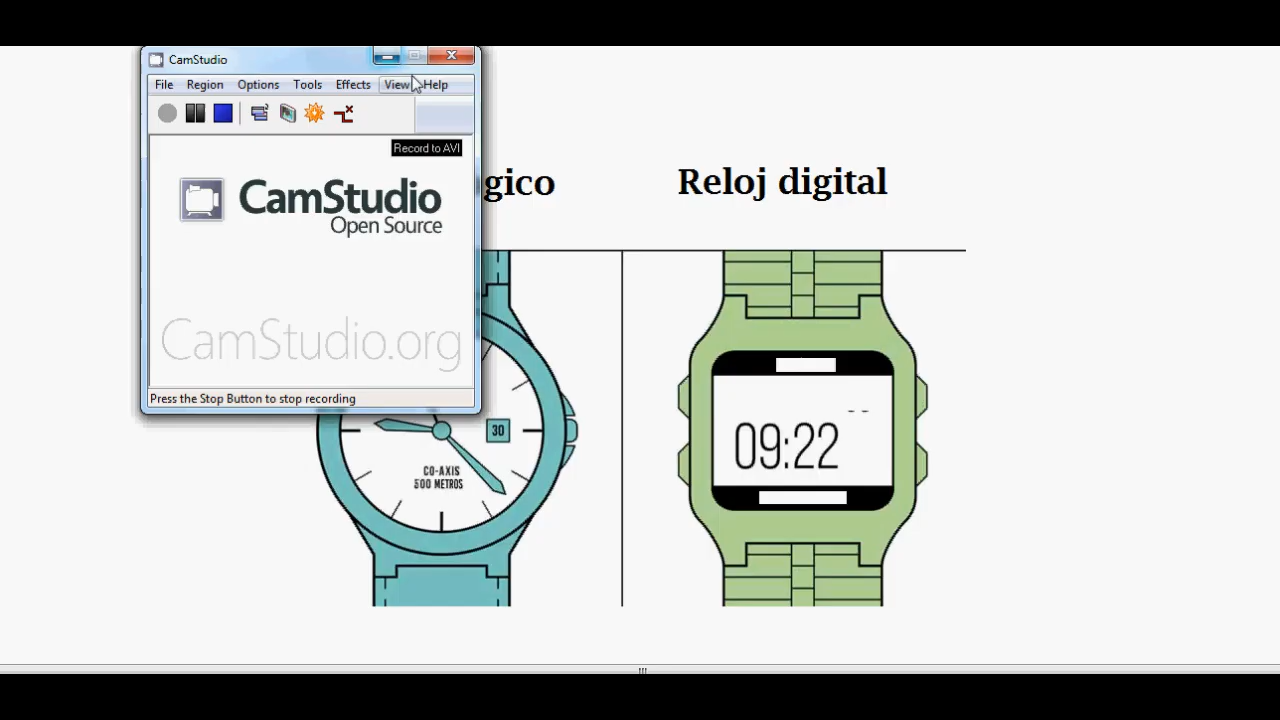 CamStudio
File Region Options Tools Effects View Help
Record to AVI
CamStudio
Open Source
CamStudio.org
Press the Stop Button to stop recording
gico
Reloj digital
30
CO-AXIS
500 METROS
09:22